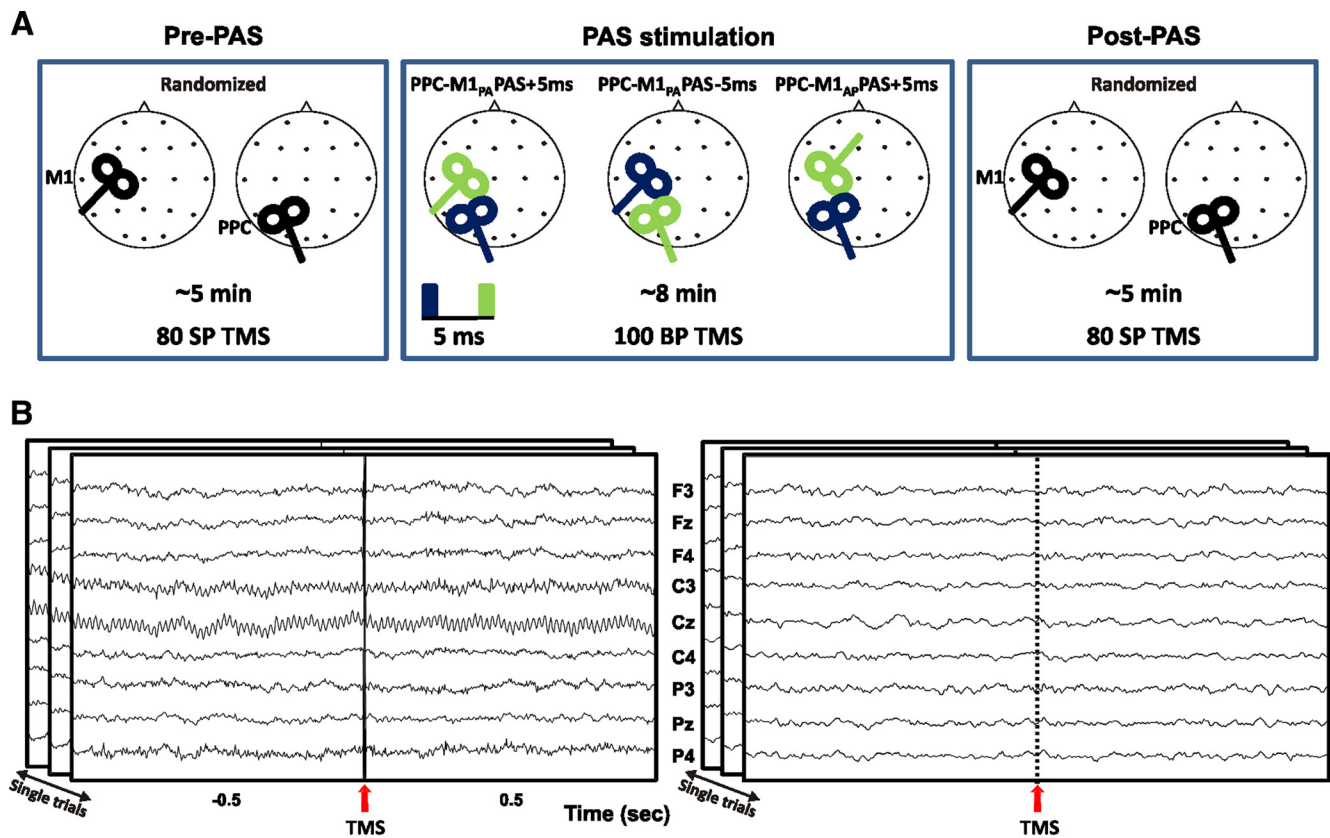 A
Pre-PAS
PAS stimulation
Post-PAS
Randomized
M1
PPC
~5 min
80 SP TMS
PPC-M1PAPAS+5ms
PPC-M1PAPAS-5ms
PPC-M1APPAS+5ms
5 ms
~8 min
100 BP TMS
Randomized
M1
PPC
~5 min
80 SP TMS
B
F3
Fz
F4
C3
Cz
C4
P3
Pz
P4
Single trials
-0.5
0.5
Time (sec)
TMS
Single trials
TMS